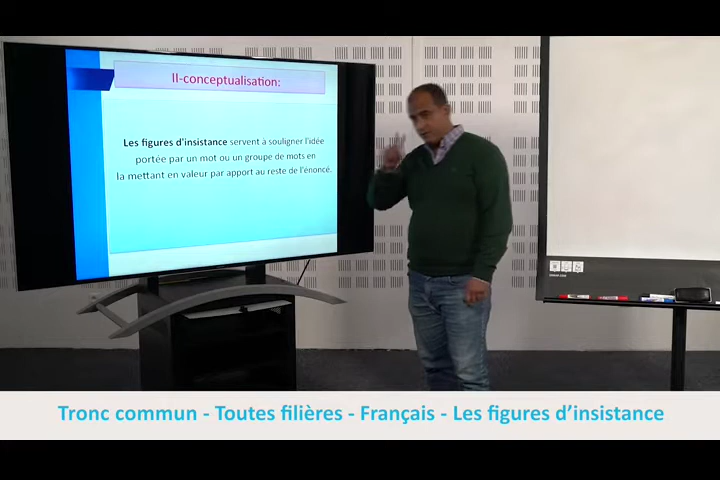 II-conceptualisation:
Les figures d'insistance servent à souligner l'idée
portée par un mot ou un groupe de mots en
la mettant en valeur par apport au reste de l'énoncé.
Tronc commun - Toutes filières - Français - Les figures d'insistance